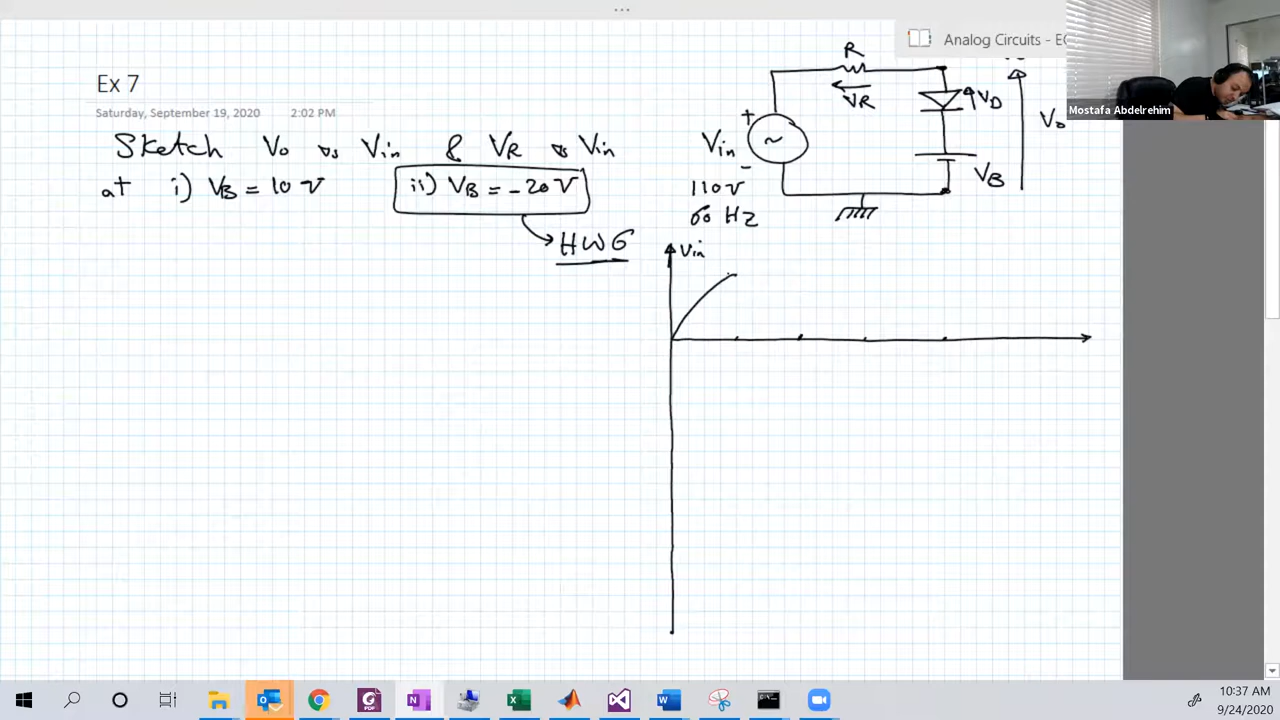 Analog Circuits - EC
Ex 7
Saturday, September 19, 2020 2:02 PM
Sketch Vo vs Vin & VR vs Vin
at i) VB = 10 V ii) VB = -20 V
HW6
R
VR
VD
Vo
+
Vin
~
-
110 V
60 Hz
VB
Vin
Mostafa Abdelrehim
10:37 AM
9/24/2020